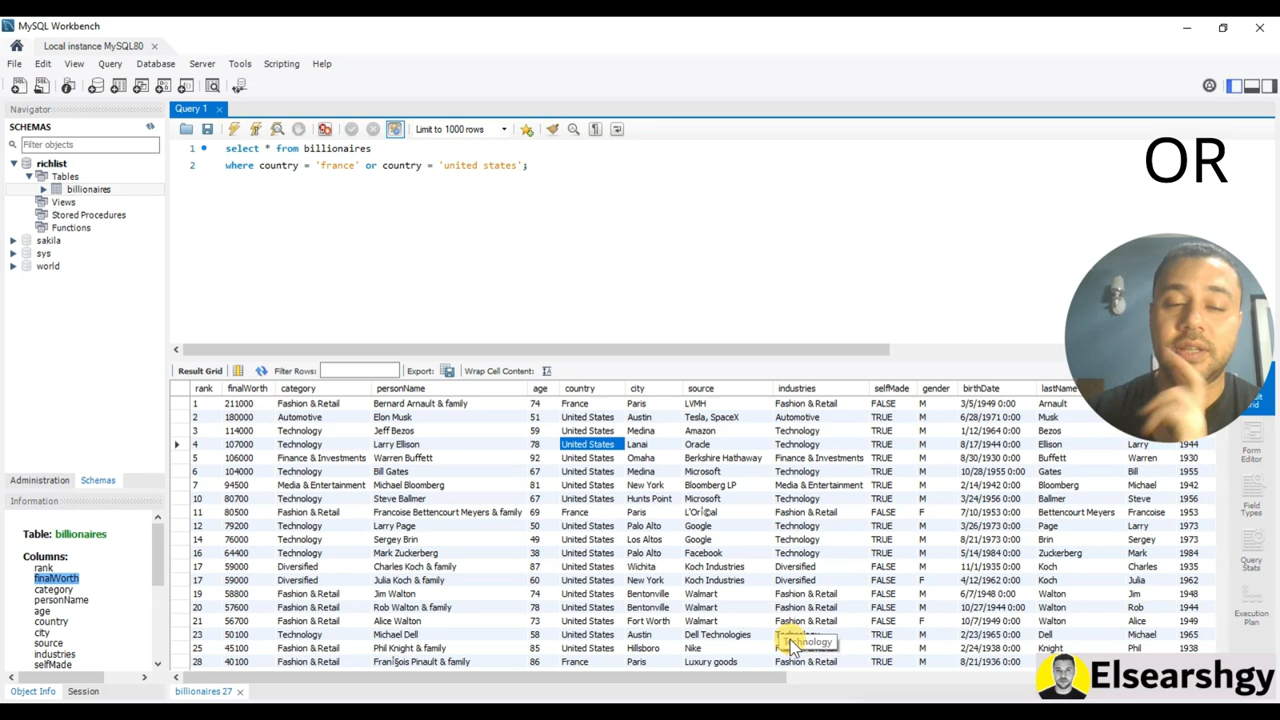 MySQL Workbench
Local instance MySQL80
File Edit View Query Database Server Tools Scripting Help
Navigator
SCHEMAS
Filter objects
richlist
Tables
billionaires
Views
Stored Procedures
Functions
sakila
sys
world
Administration Schemas
Information
Table: billionaires
Columns:
rank
finalWorth
category
personName
age
country
city
source
industries
selfMade
Object Info Session
Query 1
Limit to 1000 rows
1 select * from billionaires
2 where country = 'france' or country = 'united states';
OR
Result Grid Filter Rows: Export: Wrap Cell Content:
rank finalWorth category personName age country city source industries selfMade gender birthDate lastName
1 211000 Fashion & Retail Bernard Arnault & family 74 France Paris LVMH Fashion & Retail FALSE M 3/5/1949 0:00 Arnault
2 180000 Automotive Elon Musk 51 United States Austin Tesla, SpaceX Automotive TRUE M 6/28/1971 0:00 Musk
3 114000 Technology Jeff Bezos 59 United States Medina Amazon Technology TRUE M 1/12/1964 0:00 Bezos
4 107000 Technology Larry Ellison 78 United States Lanai Oracle Technology TRUE M 8/17/1944 0:00 Ellison Larry 1944
5 106000 Finance & Investments Warren Buffett 92 United States Omaha Berkshire Hathaway Finance & Investments TRUE M 8/30/1930 0:00 Buffett Warren 1930
6 104000 Technology Bill Gates 67 United States Medina Microsoft Technology TRUE M 10/28/1955 0:00 Gates Bill 1955
7 94500 Media & Entertainment Michael Bloomberg 81 United States New York Bloomberg LP Media & Entertainment TRUE M 2/14/1942 0:00 Bloomberg Michael 1942
10 80700 Technology Steve Ballmer 67 United States Hunts Point Microsoft Technology TRUE M 3/24/1956 0:00 Ballmer Steve 1956
11 80500 Fashion & Retail Francoise Bettencourt Meyers & family 69 France Paris Fashion & Retail FALSE F 7/10/1953 0:00 Bettencourt Meyers Francoise 1953
12 79200 Technology Larry Page 50 United States Palo Alto Google Technology TRUE M 3/26/1973 0:00 Page Larry 1973
14 76000 Technology Sergey Brin 49 United States Los Altos Google Technology TRUE M 8/21/1973 0:00 Brin Sergey 1973
16 64400 Technology Mark Zuckerberg 38 United States Palo Alto Facebook Technology TRUE M 5/14/1984 0:00 Zuckerberg Mark 1984
17 59000 Diversified Charles Koch & family 87 United States Wichita Koch Industries Diversified FALSE M 11/1/1935 0:00 Koch Charles 1935
17 59000 Diversified Julia Koch & family 60 United States New York Koch Industries Diversified FALSE F 4/12/1962 0:00 Koch Julia 1962
19 58800 Fashion & Retail Jim Walton 74 United States Bentonville Walmart Fashion & Retail FALSE M 6/7/1948 0:00 Walton Jim 1948
20 57600 Fashion & Retail Rob Walton & family 78 United States Bentonville Walmart Fashion & Retail FALSE M 10/27/1944 0:00 Walton Rob 1944
21 56700 Fashion & Retail Alice Walton 73 United States Fort Worth Walmart Fashion & Retail FALSE F 10/7/1949 0:00 Walton Alice 1949
23 50100 Technology Michael Dell 58 United States Austin Dell Technologies Technology TRUE M 2/23/1965 0:00 Dell Michael 1965
Technology
25 45100 Fashion & Retail Phil Knight & family 85 United States Hillsboro Nike Fashion & Retail TRUE M 2/24/1938 0:00 Knight Phil 1938
28 40100 Fashion & Retail Pinault & family 86 France Paris Luxury goods Fashion & Retail TRUE M 8/21/1936 0:00
Form Editor
Field Types
Query Stats
Execution Plan
billionaires 27
Elsearshgy